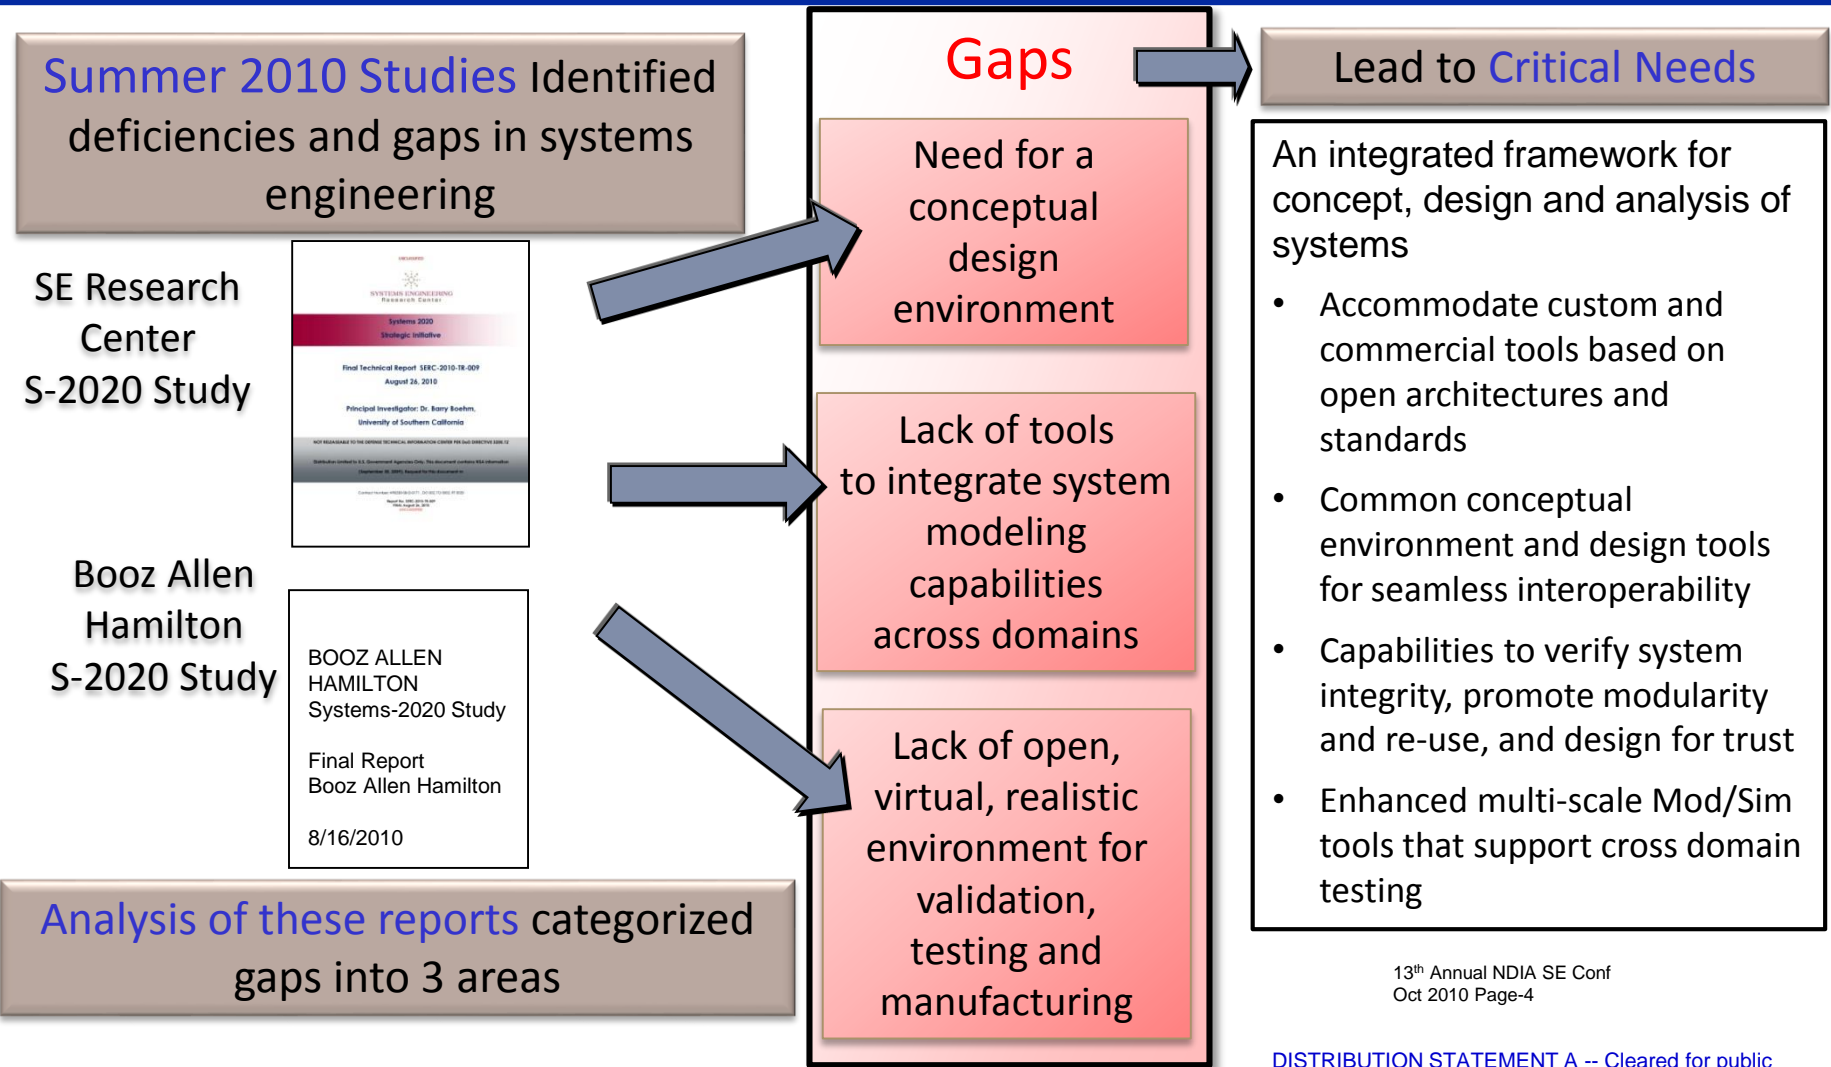 Summer 2010 Studies Identified
deficiencies and gaps in systems
engineering
SE Research
Center
S-2020 Study
UNCLASSIFIED
SYSTEMS ENGINEERING
Research Center
Systems 2020
Strategic Initiative
Final Technical Report SERC-2010-TR-009
August 26, 2010
Principal Investigator: Dr. Barry Boehm,
University of Southern California
Booz Allen
Hamilton
S-2020 Study
BOOZ ALLEN
HAMILTON
Systems-2020 Study
Final Report
Booz Allen Hamilton
8/16/2010
Analysis of these reports categorized
gaps into 3 areas
Gaps
Need for a
conceptual
design
environment
Lack of tools
to integrate system
modeling
capabilities
across domains
Lack of open,
virtual, realistic
environment for
validation,
testing and
manufacturing
Lead to Critical Needs
An integrated framework for
concept, design and analysis of
systems
• Accommodate custom and
commercial tools based on
open architectures and
standards
• Common conceptual
environment and design tools
for seamless interoperability
• Capabilities to verify system
integrity, promote modularity
and re-use, and design for trust
• Enhanced multi-scale Mod/Sim
tools that support cross domain
testing
13th Annual NDIA SE Conf
Oct 2010 Page-4
DISTRIBUTION STATEMENT A -- Cleared for public